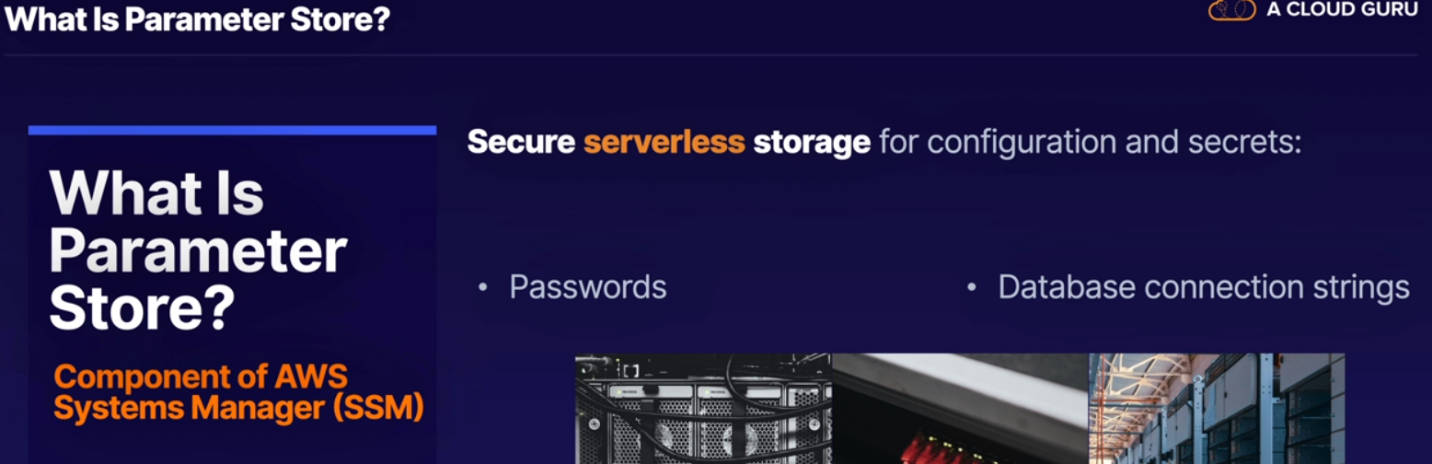 What Is Parameter Store?
A CLOUD GURU
What Is
Parameter
Store?
Component of AWS
Systems Manager (SSM)
Secure serverless storage for configuration and secrets:
• Passwords
• Database connection strings